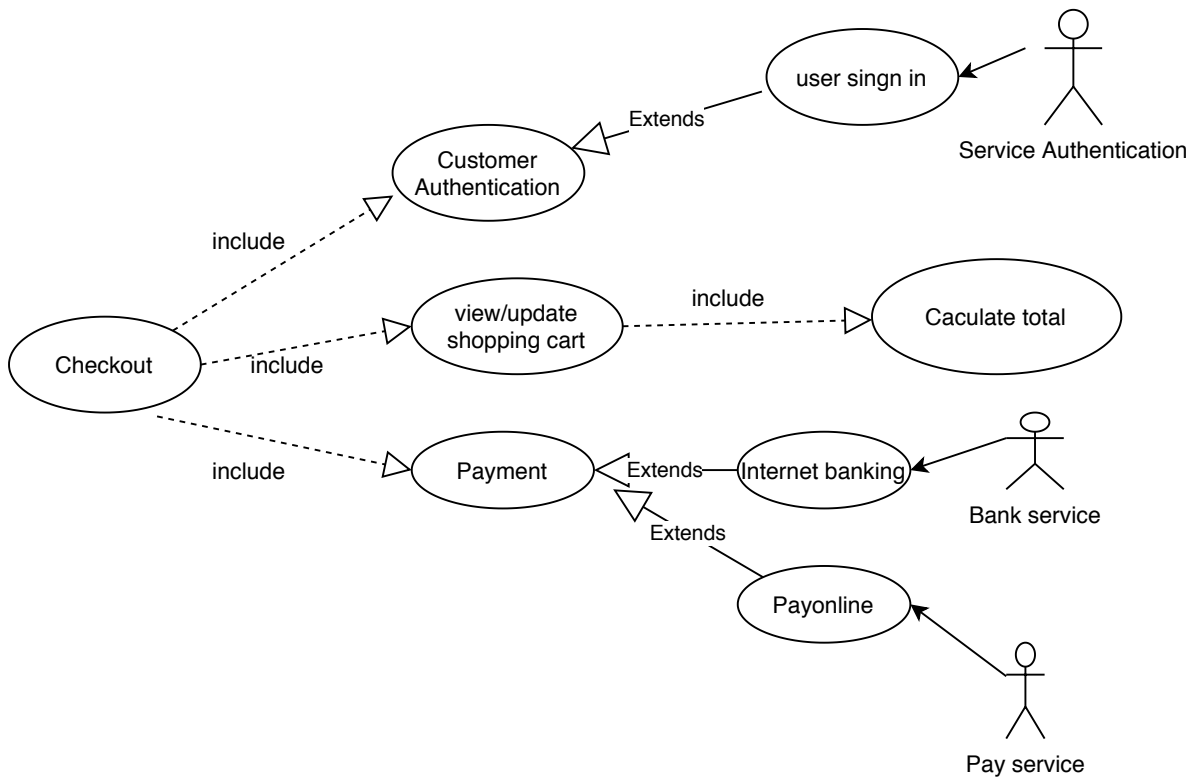 user singn in
Extends
Service Authentication
Customer
Authentication
include
include
view/update
shopping cart
Caculate total
Checkout
include
include
Payment
Extends
Internet banking
Bank service
Extends
Payonline
Pay service